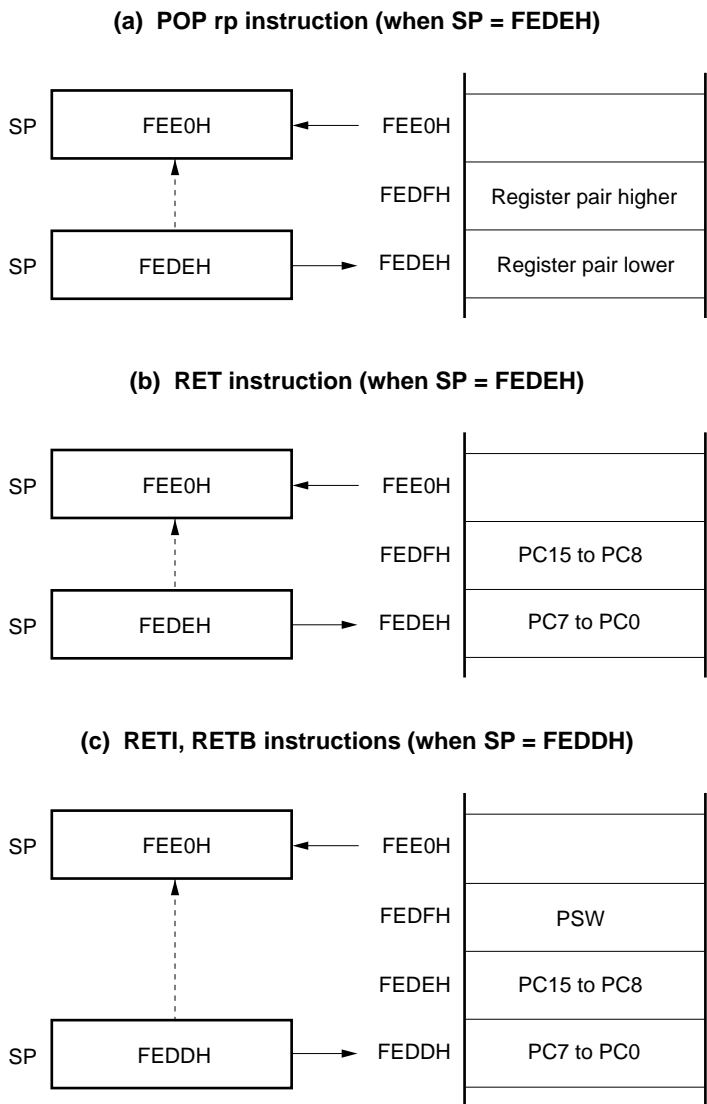 (a) POP rp instruction (when SP = FEDEH)
SP FEE0H FEE0H
FEDFH Register pair higher
SP FEDEH FEDEH Register pair lower
(b) RET instruction (when SP = FEDEH)
SP FEE0H FEE0H
FEDFH PC15 to PC8
SP FEDEH FEDEH PC7 to PC0
(c) RETI, RETB instructions (when SP = FEDDH)
SP FEE0H FEE0H
FEDFH PSW
FEDEH PC15 to PC8
SP FEDDH FEDDH PC7 to PC0